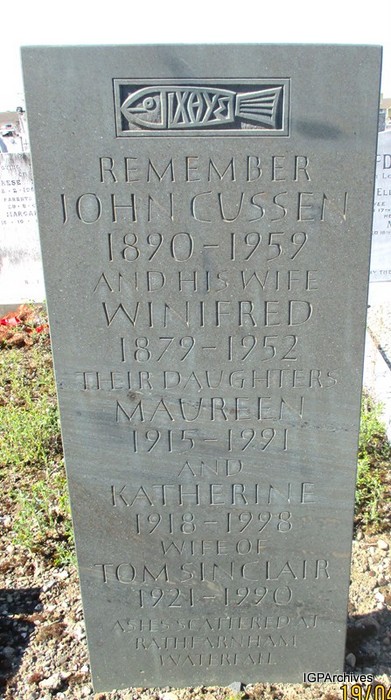 ΙΧΘΥΣ
REMEMBER
JOHN CUSSEN
1890-1959
AND HIS WIFE
WINIFRED
1879-1952
THEIR DAUGHTERS
MAUREEN
1915-1991
AND
KATHERINE
1918-1998
WIFE OF
TOM SINCLAIR
1921-1990
ASHES SCATTERED AT
RATHFARNHAM
WATERFALL
IGPArchives